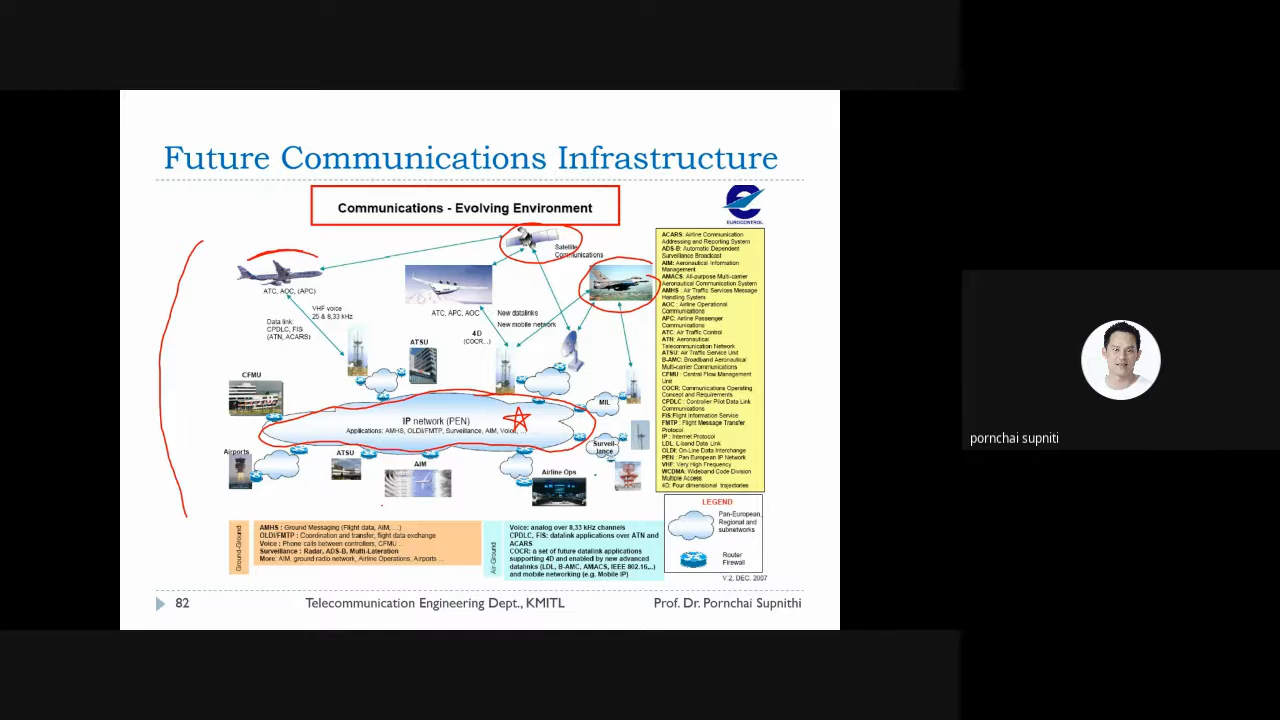 Future Communications Infrastructure
Communications - Evolving Environment
EUROCONTROL
Satellite
Communications
ATC, AOC, (APC)
VHF voice
25 & 8,33 kHz
Data link:
CPDLC, FIS
(ATN, ACARS)
ATC, APC, AOC
New datalinks
New mobile network
4D
(COCR...)
ATSU
CFMU
MIL
IP network (PEN)
Applications: AMHS, OLDI/FMTP, Surveillance, AIM, Voice, ...
Surveil-
lance
Airports
ATSU
AIM
Airline Ops
ACARS: Airline Communication
Addressing and Reporting System
ADS-B: Automatic Dependent
Surveillance Broadcast
AIM: Aeronautical Information
Management
AMACS: All-purpose Multi-carrier
Aeronautical Communication System
AMHS : Air Traffic Services Message
Handling System
AOC : Airline Operational
Communications
APC: Airline Passenger
Communications
ATC: Air Traffic Control
ATN: Aeronautical
Telecommunication Network
ATSU: Air Traffic Service Unit
B-AMC: Broadband Aeronautical
Multi-carrier Communications
CFMU : Central Flow Management
Unit
COCR: Communications Operating
Concept and Requirements
CPDLC : Controller Pilot Data Link
Communications
FIS:Flight Information Service
FMTP : Flight Message Transfer
Protocol
IP : Internet Protocol
LDL: L-band Data Link
OLDI: On-Line Data Interchange
PEN : Pan European IP Network
VHF: Very High Frequency
WCDMA: Wideband Code Division
Multiple Access
4D: Four dimensional trajectories
LEGEND
Pan-European,
Regional and
subnetworks
Router
Firewall
V.2, DEC. 2007
Ground-Ground
AMHS : Ground Messaging (Flight data, AIM, ...)
OLDI/FMTP : Coordination and transfer, flight data exchange
Voice : Phone calls between controllers, CFMU ...
Surveillance : Radar, ADS-B, Multi-Lateration
More: AIM, ground radio network, Airline Operations, Airports ...
Air-Ground
Voice: analog over 8,33 kHz channels
CPDLC, FIS: datalink applications over ATN and
ACARS
COCR: a set of future datalink applications
supporting 4D and enabled by new advanced
datalinks (LDL, B-AMC, AMACS, IEEE 802.16,..)
and mobile networking (e.g. Mobile IP)
82
Telecommunication Engineering Dept., KMITL
Prof. Dr. Pornchai Supnithi
pornchai supniti